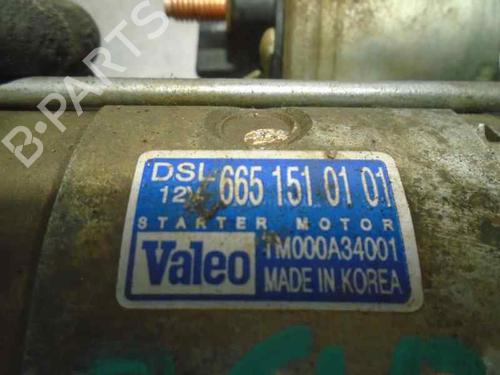 B-PARTS
DSL 665 151 01 01
12V
STARTER MOTOR
Valeo TM000A34001
MADE IN KOREA